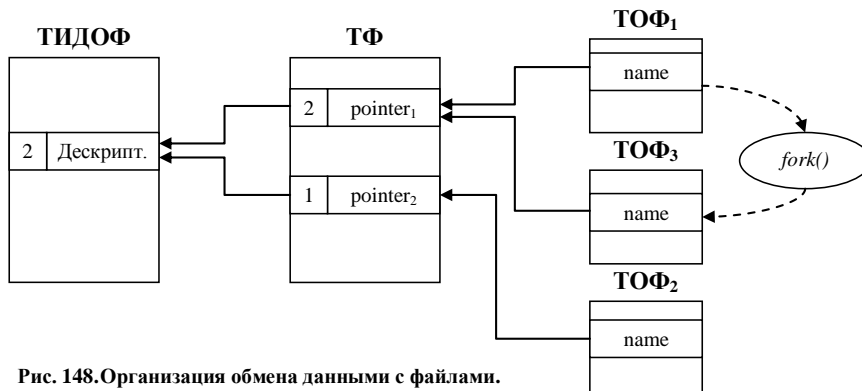 ТИДОФ
ТФ
ТОФ₁
name
2 pointer₁
2 Дескрипт.
fork()
ТОФ₃
name
1 pointer₂
ТОФ₂
name
Рис. 148.Организация обмена данными с файлами.